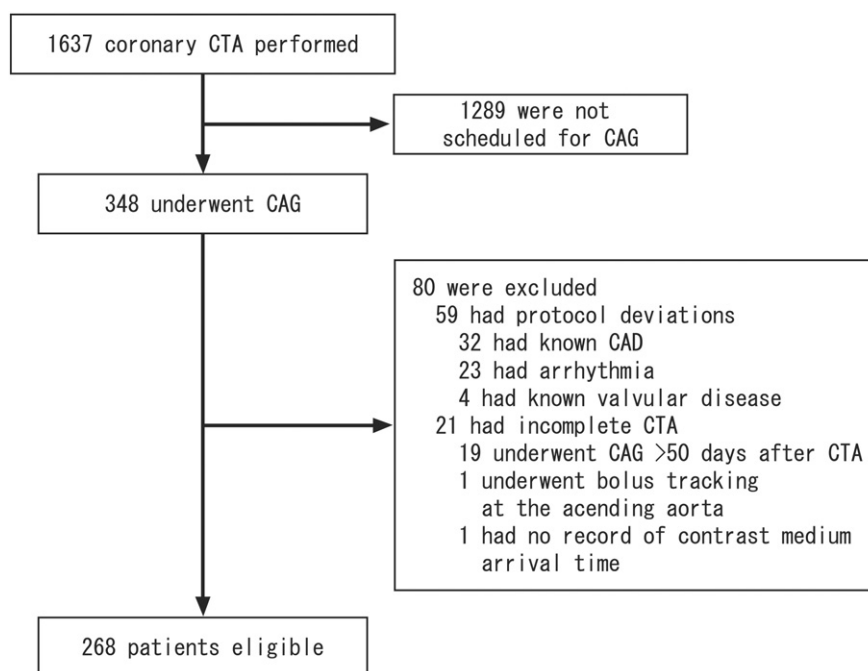 1637 coronary CTA performed
1289 were not
scheduled for CAG
348 underwent CAG
80 were excluded
59 had protocol deviations
32 had known CAD
23 had arrhythmia
4 had known valvular disease
21 had incomplete CTA
19 underwent CAG >50 days after CTA
1 underwent bolus tracking
at the acending aorta
1 had no record of contrast medium
arrival time
268 patients eligible